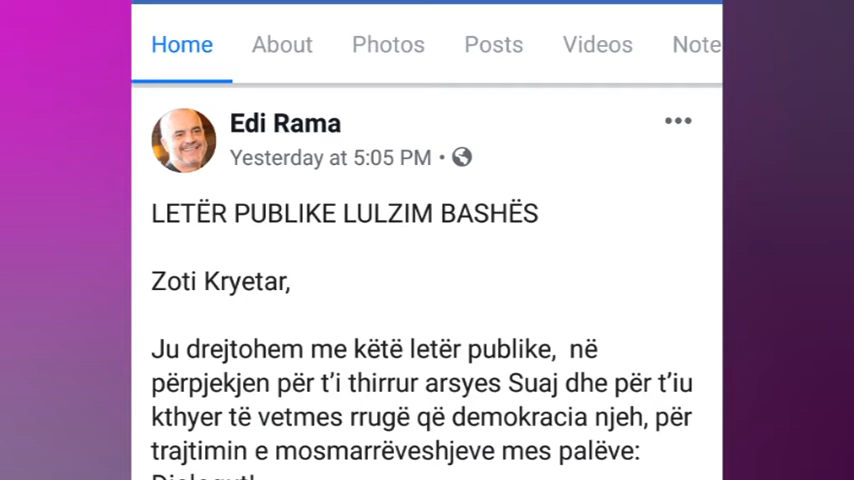 Home About Photos Posts Videos Note
Edi Rama
Yesterday at 5:05 PM •
LETËR PUBLIKE LULZIM BASHËS
Zoti Kryetar,
Ju drejtohem me këtë letër publike, në
përpjekjen për t’i thirrur arsyes Suaj dhe për t’iu
kthyer të vetmes rrugë që demokracia njeh, për
trajtimin e mosmarrëveshjeve mes palëve: